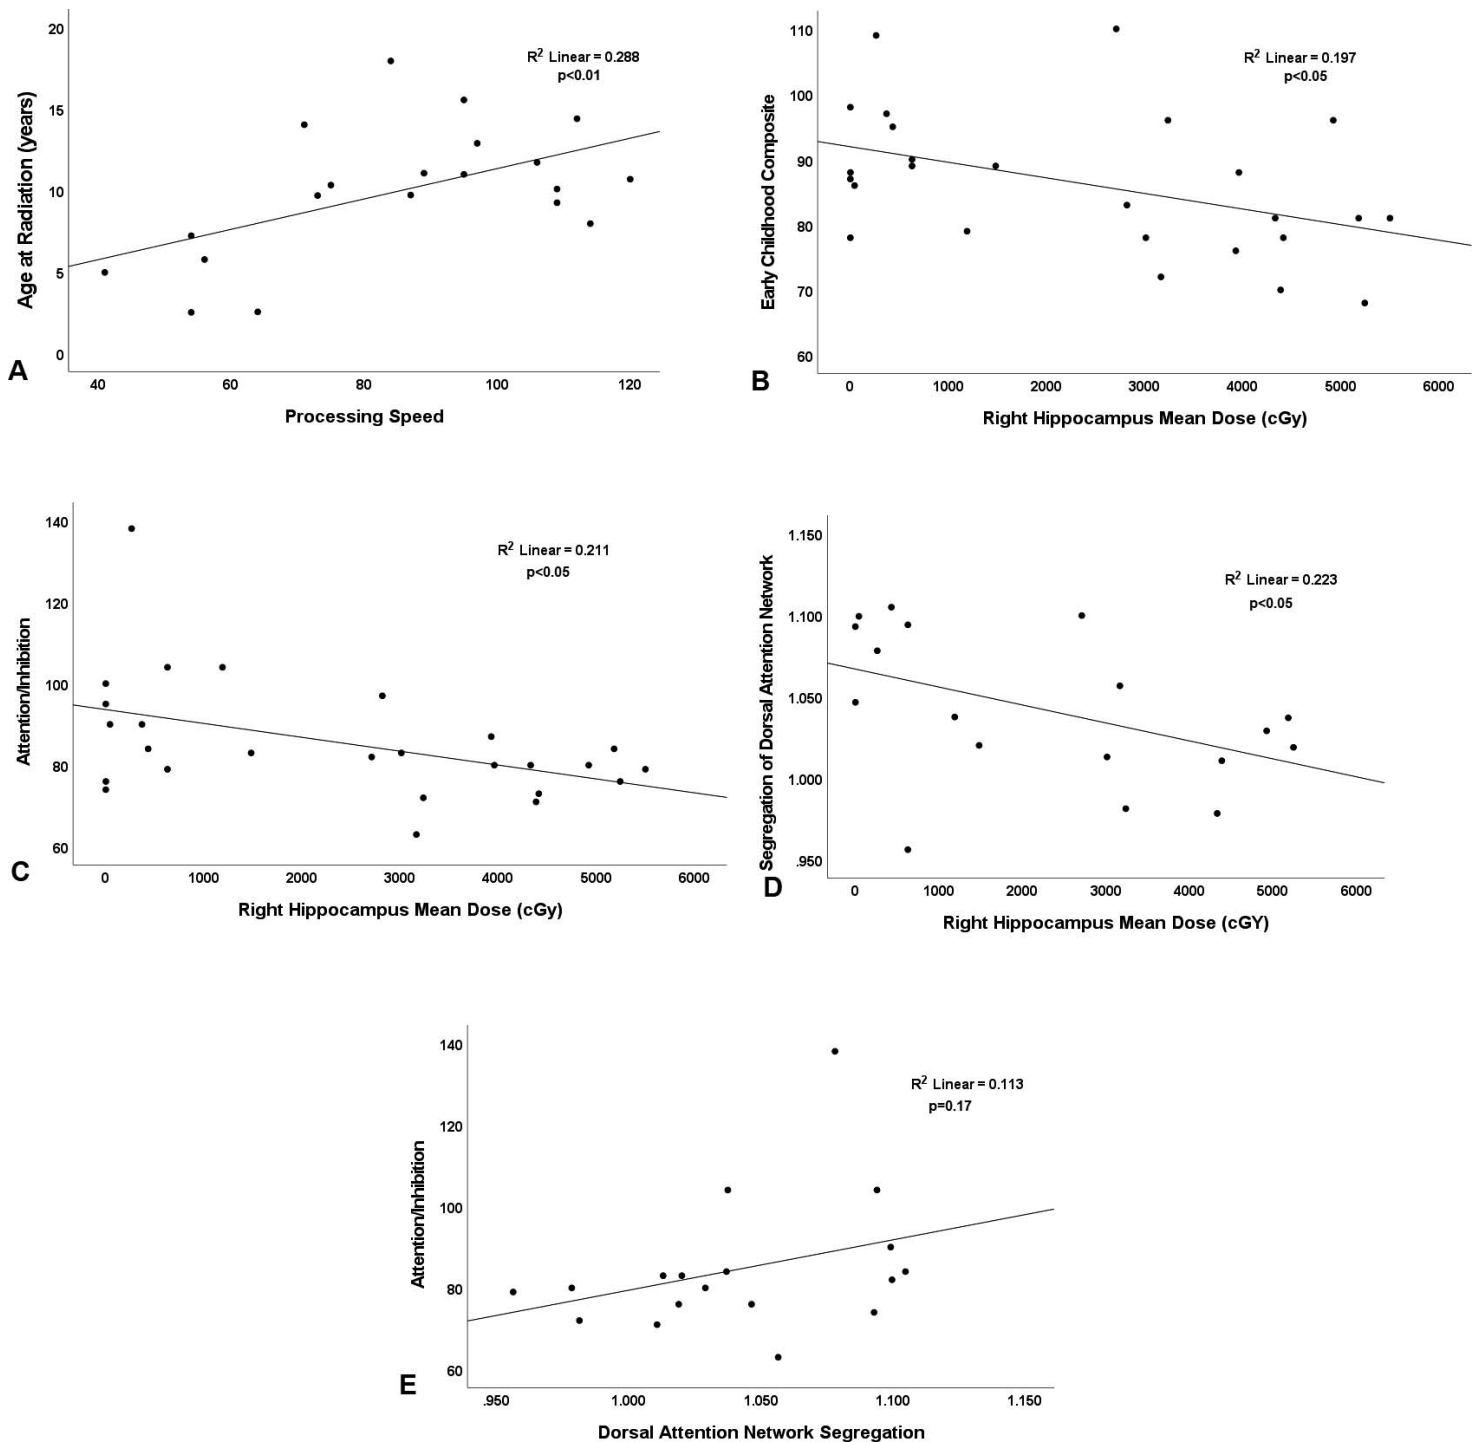 20
15
10
5
0
Age at Radiation (years)
R2 Linear = 0.288
p<0.01
40 60 80 100 120
Processing Speed
A
110
100
90
80
70
60
Early Childhood Composite
R2 Linear = 0.197
p<0.05
0 1000 2000 3000 4000 5000 6000
Right Hippocampus Mean Dose (cGy)
B
140
120
100
80
60
Attention/Inhibition
R2 Linear = 0.211
p<0.05
0 1000 2000 3000 4000 5000 6000
Right Hippocampus Mean Dose (cGy)
C
1.150
1.100
1.050
1.000
.950
Segregation of Dorsal Attention Network
R2 Linear = 0.223
p<0.05
0 1000 2000 3000 4000 5000 6000
Right Hippocampus Mean Dose (cGY)
D
140
120
100
80
60
Attention/Inhibition
R2 Linear = 0.113
p=0.17
.950 1.000 1.050 1.100 1.150
Dorsal Attention Network Segregation
E